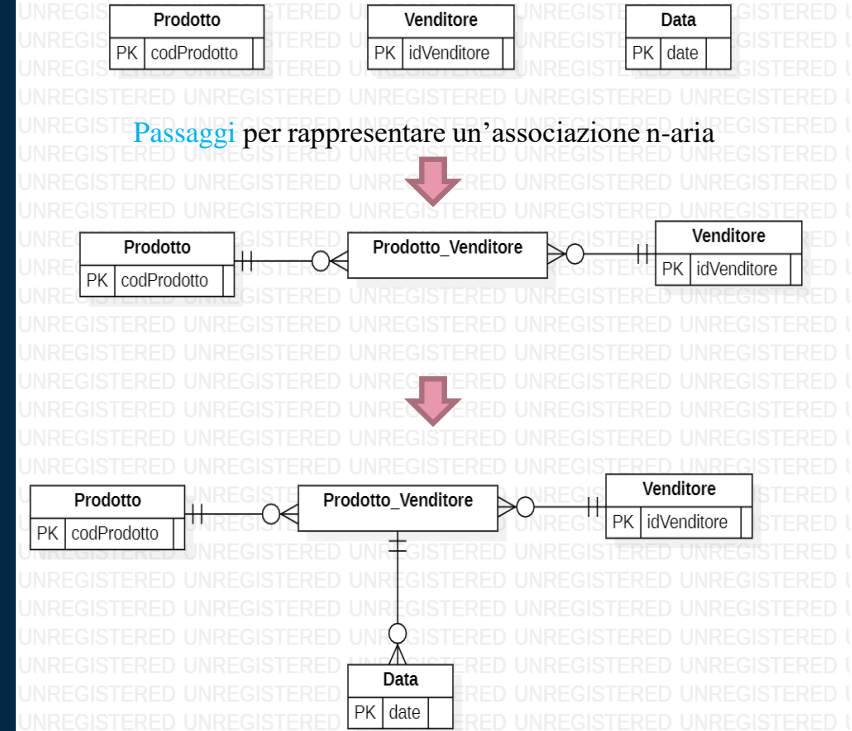 Prodotto
PK codProdotto
Venditore
PK idVenditore
Data
PK date
Passaggi per rappresentare un’associazione n-aria
Prodotto
PK codProdotto
Prodotto_Venditore
Venditore
PK idVenditore
Prodotto
PK codProdotto
Prodotto_Venditore
Venditore
PK idVenditore
Data
PK date
UNREGISTERED